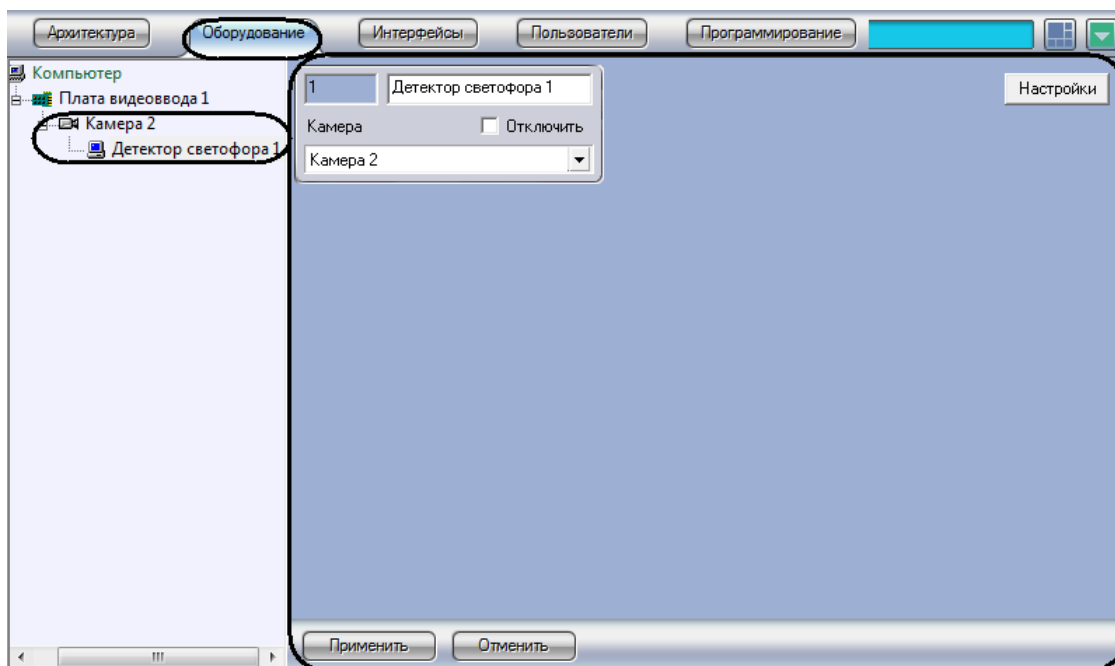 Архитектура Оборудование Интерфейсы Пользователи Программирование
Компьютер
Плата видеоввода 1
Камера 2
Детектор светофора 1
1 Детектор светофора 1 Настройки
Камера Отключить
Камера 2
Применить Отменить